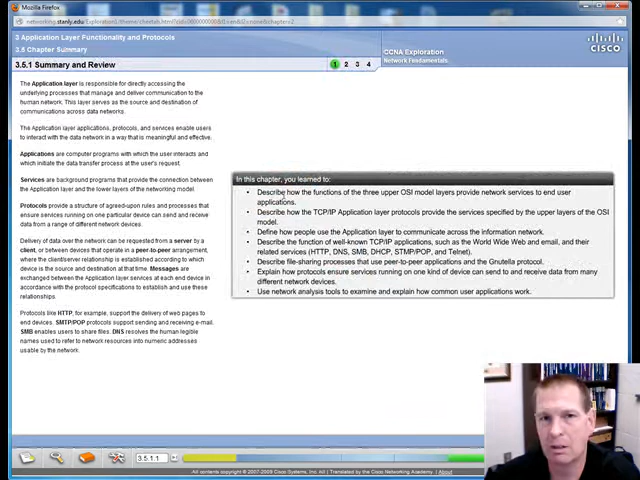 Mozilla Firefox
3 Application Layer Functionality and Protocols
3.5 Chapter Summary
CCNA Exploration
Network Fundamentals
CISCO
3.5.1 Summary and Review
1 2 3 4
The Application layer is responsible for directly accessing the
underlying processes that manage and deliver communication to the
human network. This layer serves as the source and destination of
communications across data networks.
The Application layer applications, protocols, and services enable users
to interact with the data network in a way that is meaningful and effective.
Applications are computer programs with which the user interacts and
which initiate the data transfer process at the user's request.
Services are background programs that provide the connection between
the Application layer and the lower layers of the networking model.
Protocols provide a structure of agreed-upon rules and processes that
ensure services running on one particular device can send and receive
data from a range of different network devices.
Delivery of data over the network can be requested from a server by a
client, or between devices that operate in a peer-to-peer arrangement,
where the client/server relationship is established according to which
device is the source and destination at that time. Messages are
exchanged between the Application layer services at each end device in
accordance with the protocol specifications to establish and use these
relationships.
Protocols like HTTP, for example, support the delivery of web pages to
end devices. SMTP/POP protocols support sending and receiving e-mail.
SMB enables users to share files. DNS resolves the human legible
names used to refer to network resources into numeric addresses
usable by the network.
In this chapter, you learned to:
• Describe how the functions of the three upper OSI model layers provide network services to end user
applications.
• Describe how the TCP/IP Application layer protocols provide the services specified by the upper layers of the OSI
model.
• Define how people use the Application layer to communicate across the information network.
• Describe the function of well-known TCP/IP applications, such as the World Wide Web and email, and their
related services (HTTP, DNS, SMB, DHCP, STMP/POP, and Telnet).
• Describe file-sharing processes that use peer-to-peer applications and the Gnutella protocol.
• Explain how protocols ensure services running on one kind of device can send to and receive data from many
different network devices.
• Use network analysis tools to examine and explain how common user applications work.
3.5.1.1
All contents copyright © 2007-2009 Cisco Systems, Inc. All | Translated by the Cisco Networking Academy. | About